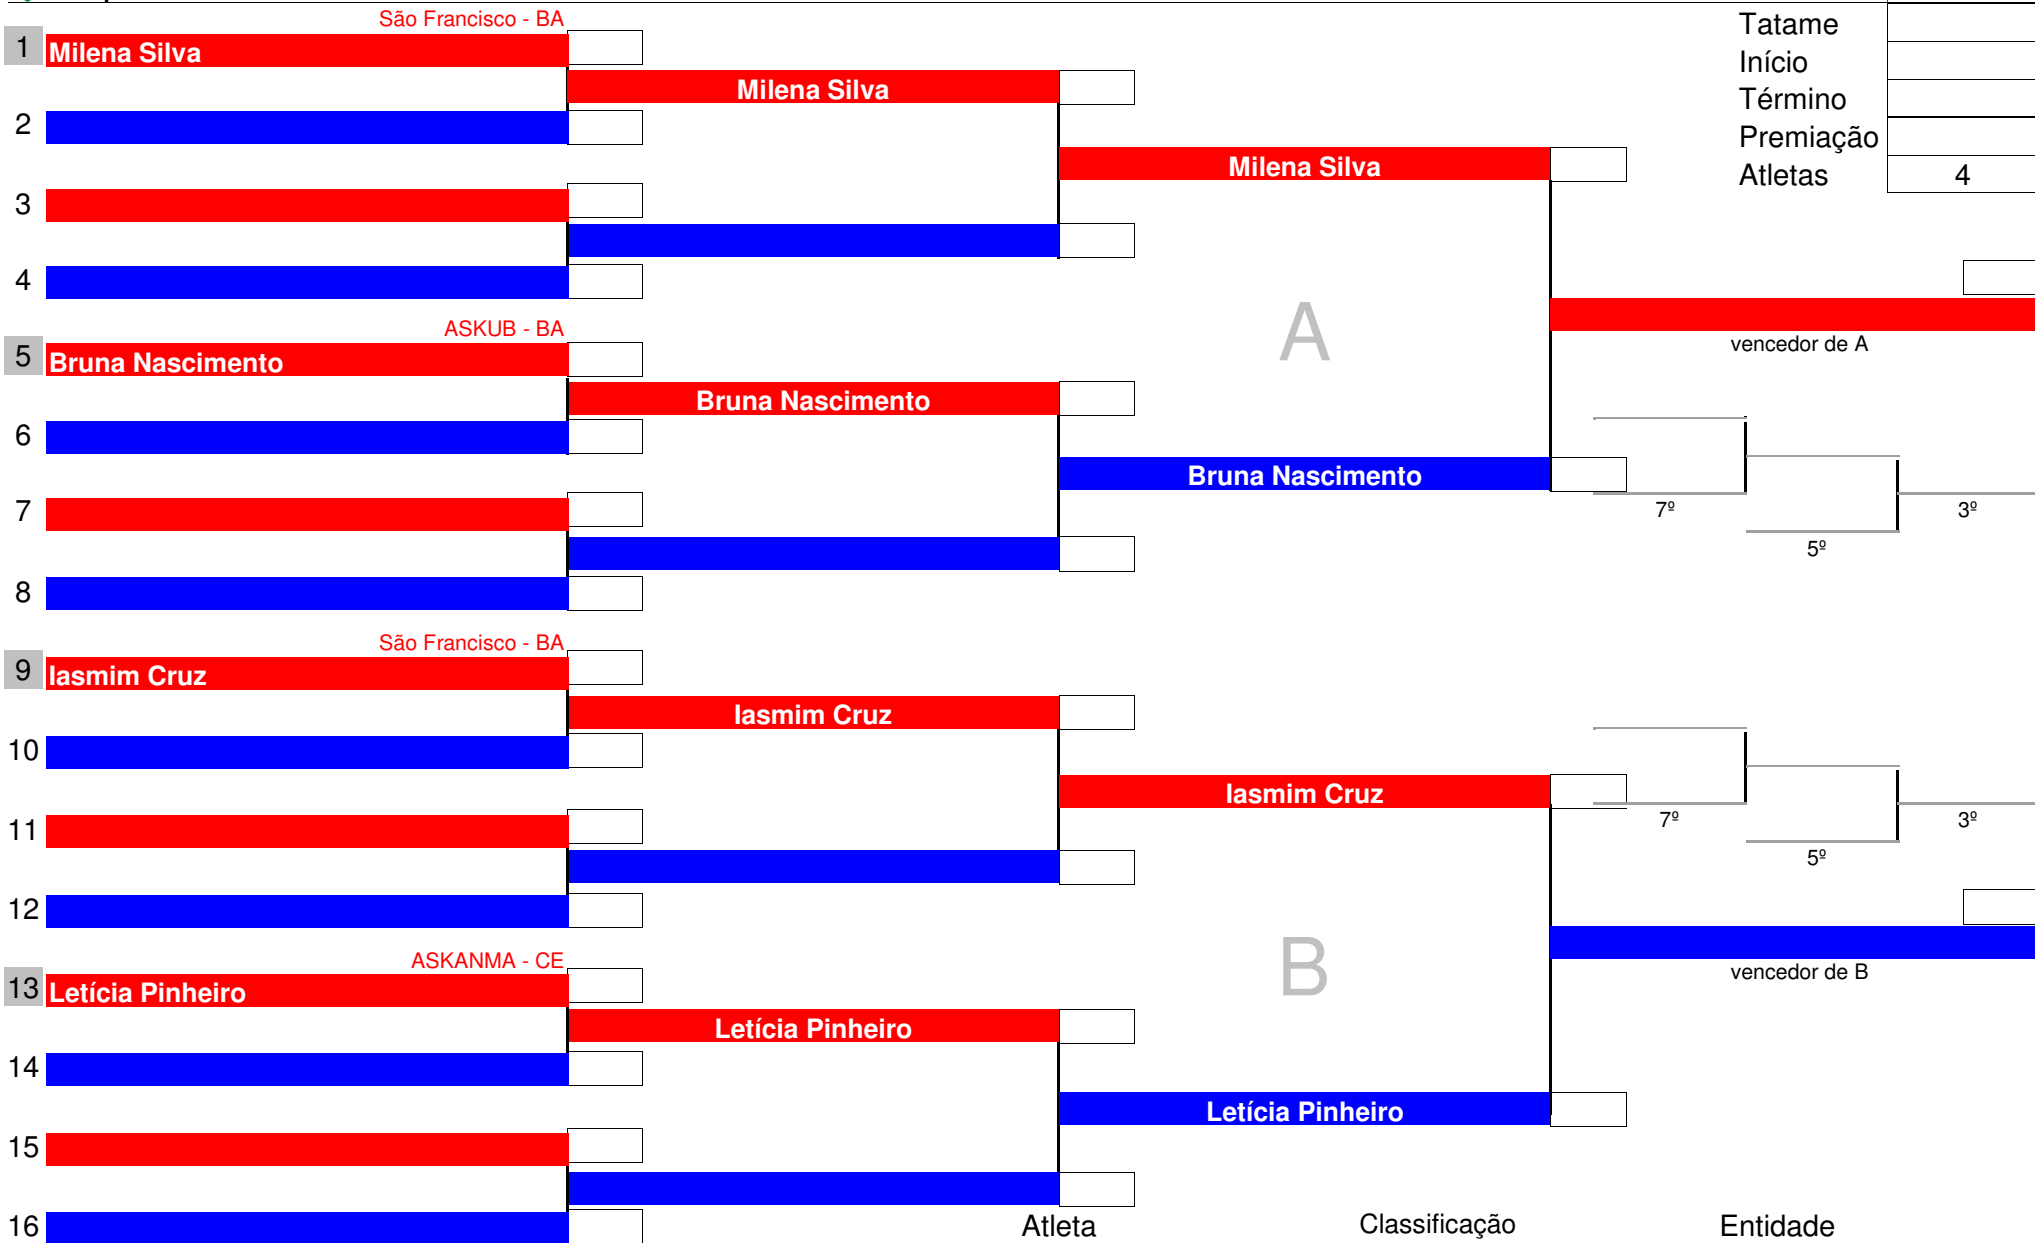 São Francisco - BA
Tatame
1 Milena Silva
Início
Milena Silva
Término
2
Premiação
Milena Silva
Atletas 4
3
4
ASKUB - BA
A
vencedor de A
5 Bruna Nascimento
Bruna Nascimento
6
Bruna Nascimento
7
7º
3º
5º
8
São Francisco - BA
9 Iasmim Cruz
Iasmim Cruz
10
Iasmim Cruz
11
7º
3º
5º
12
ASKANMA - CE
B
vencedor de B
13 Letícia Pinheiro
Letícia Pinheiro
14
Letícia Pinheiro
15
16
Atleta Classificação Entidade